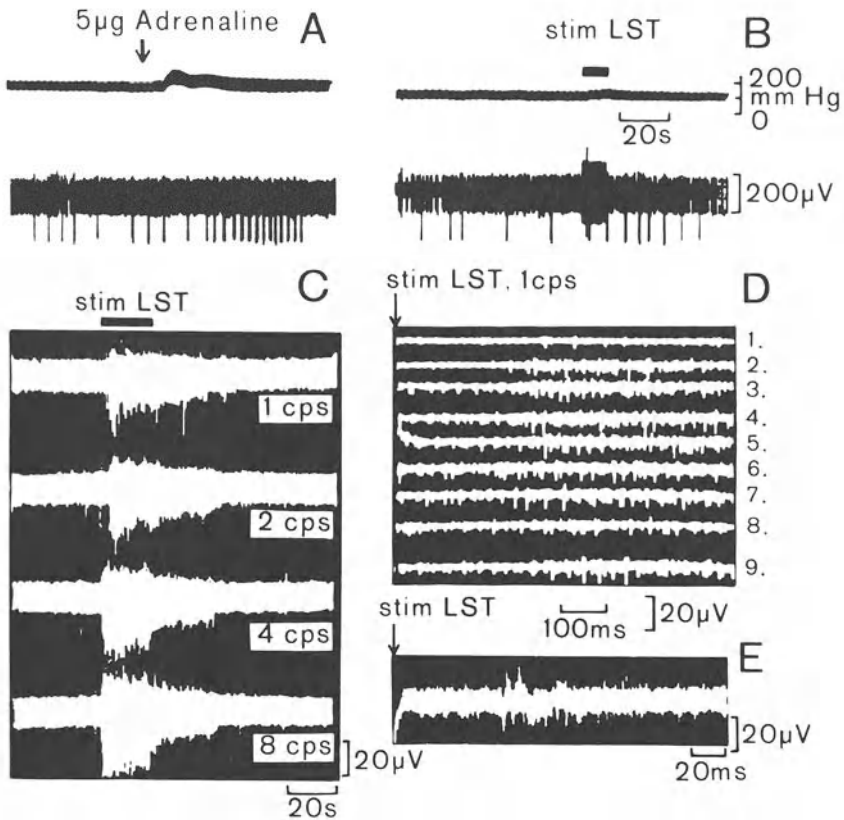 5µg Adrenaline
A
stim LST
B
200
mm Hg
0
20s
200µV
stim LST
C
1 cps
2 cps
4 cps
8 cps
20µV
20s
stim LST, 1cps
D
1.
2.
3.
4.
5.
6.
7.
8.
9.
100ms
20µV
stim LST
E
20µV
20ms